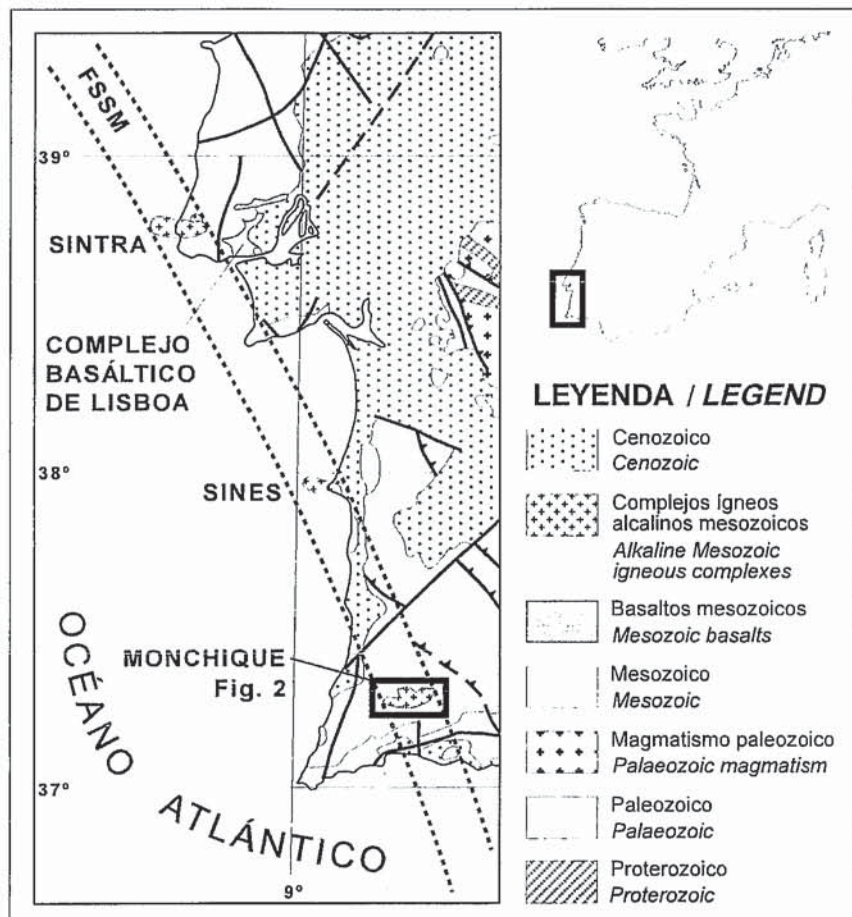 FSSM
39°
SINTRA
COMPLEJO
BASÁLTICO
DE LISBOA
38°
SINES
MONCHIQUE
Fig. 2
OCÉANO
ATLÁNTICO
37°
9°
LEYENDA / LEGEND
Cenozoico
Cenozoic
Complejos ígneos
alcalinos mesozoicos
Alkaline Mesozoic
igneous complexes
Basaltos mesozoicos
Mesozoic basalts
Mesozoico
Mesozoic
Magmatismo paleozoico
Palaeozoic magmatism
Paleozoico
Palaeozoic
Proterozoico
Proterozoic